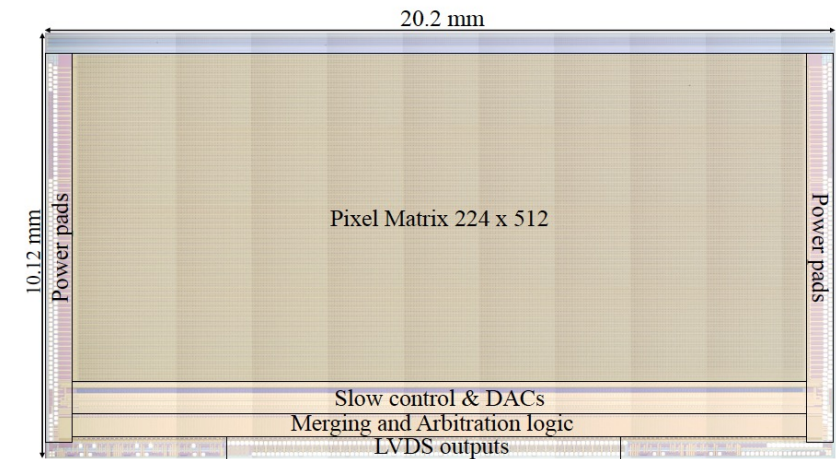 20.2 mm
10.12 mm
Power pads
Pixel Matrix 224 x 512
Power pads
Slow control & DACs
Merging and Arbitration logic
LVDS outputs